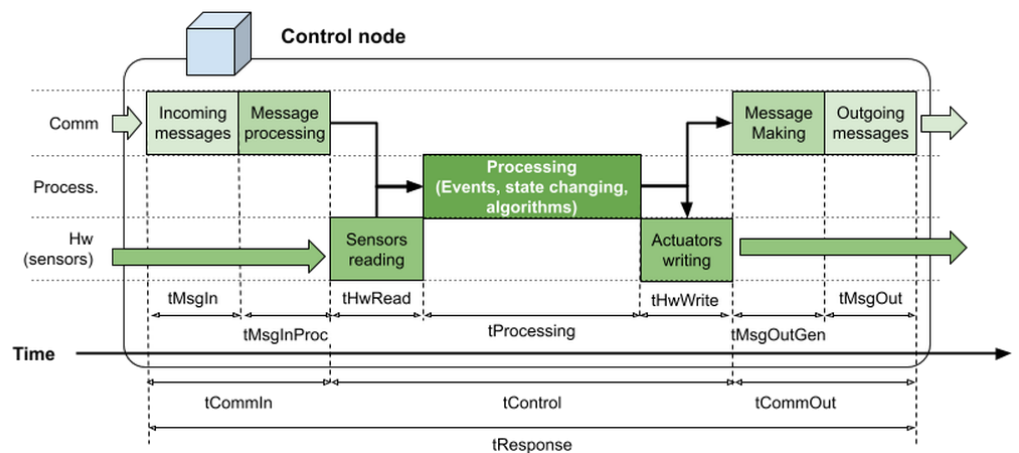 Control node
Comm
Incoming
messages
Message
processing
Message
Making
Outgoing
messages
Process.
Processing
(Events, state changing,
algorithms)
Hw
(sensors)
Sensors
reading
Actuators
writing
tMsgIn
tHwRead
tHwWrite
tMsgOut
tMsgInProc
tProcessing
tMsgOutGen
Time
tCommIn
tControl
tCommOut
tResponse